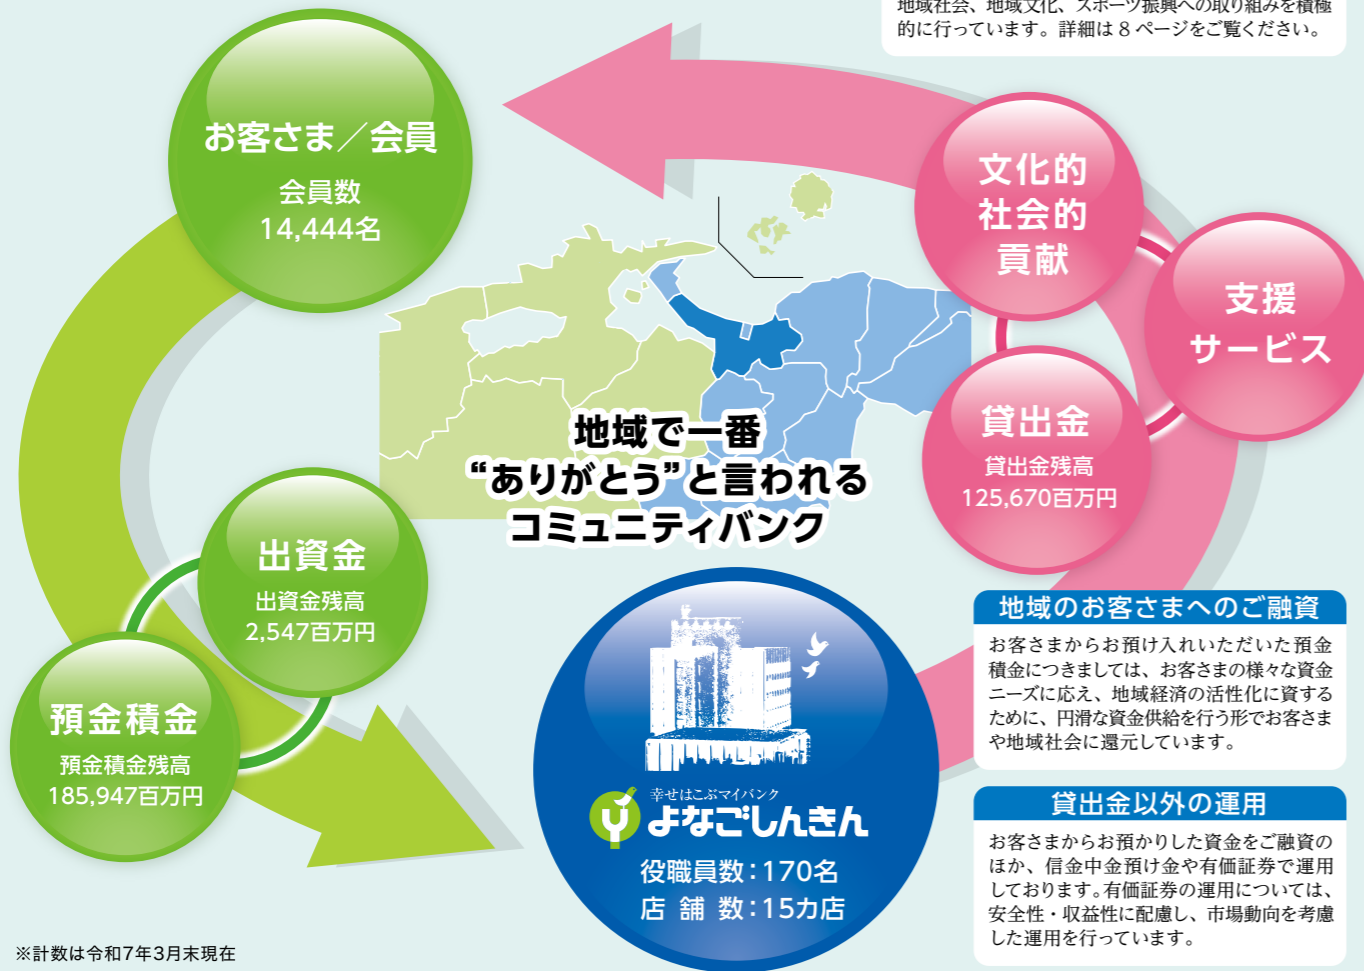 地域社会、地域文化、スポーツ振興への取り組みを積極
的に行っています。詳細は8ページをご覧ください。
お客さま／会員
会員数
14,444名
文化的
社会的
貢献
支援
サービス
貸出金
貸出金残高
125,670百万円
地域で一番
“ありがとう”と言われる
コミュニティバンク
出資金
出資金残高
2,547百万円
預金積金
預金積金残高
185,947百万円
幸せはこぶマイバンク
よなごしんきん
役職員数：170名
店舗数：15カ店
地域のお客さまへのご融資
お客さまからお預け入れいただいた預金
積金につきましては、お客さまの様々な資金
ニーズに応え、地域経済の活性化に資する
ために、円滑な資金供給を行う形でお客さま
や地域社会に還元しています。
貸出金以外の運用
お客さまからお預かりした資金をご融資の
ほか、信金中金預け金や有価証券で運用
しております。有価証券の運用については、
安全性・収益性に配慮し、市場動向を考慮
した運用を行っています。
※計数は令和7年3月末現在